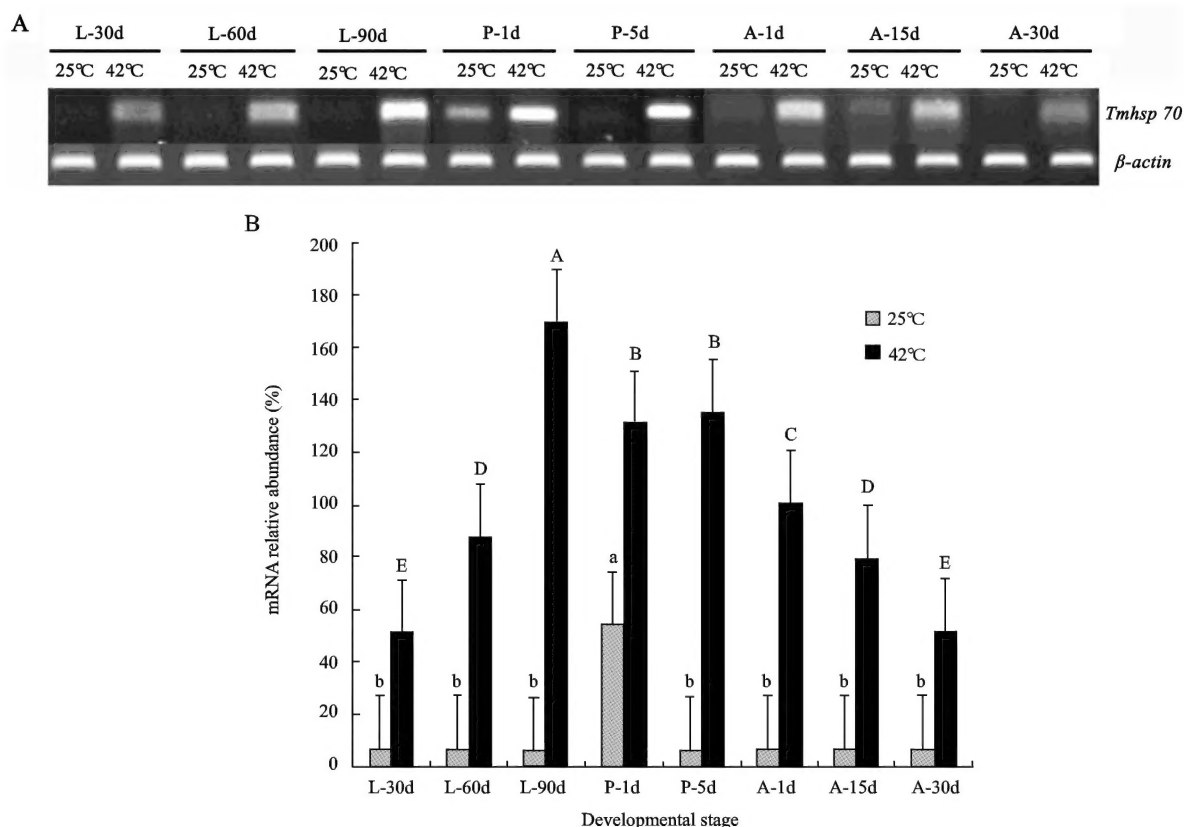 A
L-30d L-60d L-90d P-1d P-5d A-1d A-15d A-30d
25℃ 42℃ 25℃ 42℃ 25℃ 42℃ 25℃ 42℃ 25℃ 42℃ 25℃ 42℃ 25℃ 42℃ 25℃ 42℃
Tmhsp 70
β-actin
B
mRNA relative abundance (%)
200
180
160
140
120
100
80
60
40
20
0
25℃
42℃
b E b D b A a B b B b C b D b E
L-30d L-60d L-90d P-1d P-5d A-1d A-15d A-30d
Developmental stage